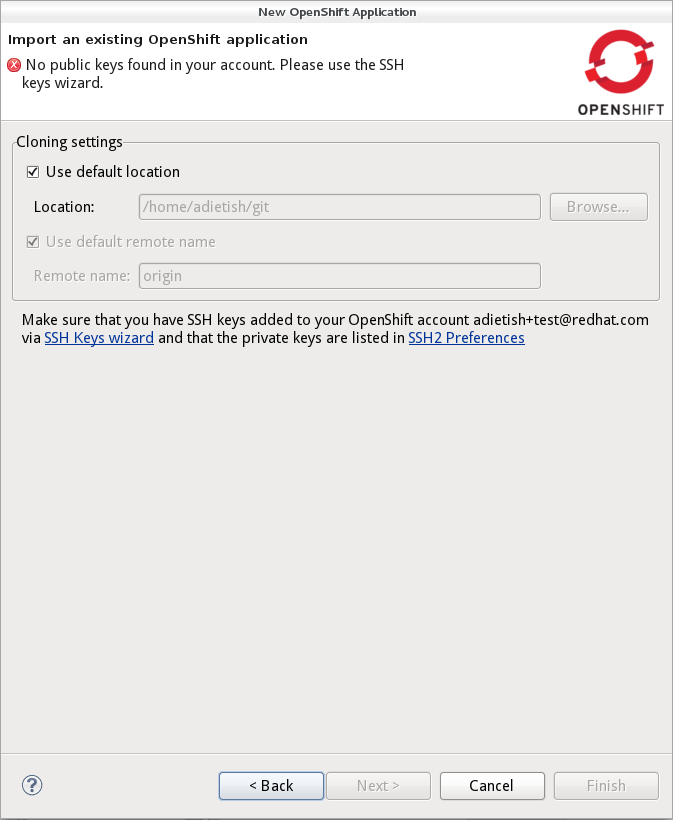 New OpenShift Application
Import an existing OpenShift application
No public keys found in your account. Please use the SSH
keys wizard.
OPENSHIFT
Cloning settings
Use default location
Location: /home/adietish/git Browse...
Use default remote name
Remote name: origin
Make sure that you have SSH keys added to your OpenShift account adietish+test@redhat.com
via SSH Keys wizard and that the private keys are listed in SSH2 Preferences
? < Back Next > Cancel Finish